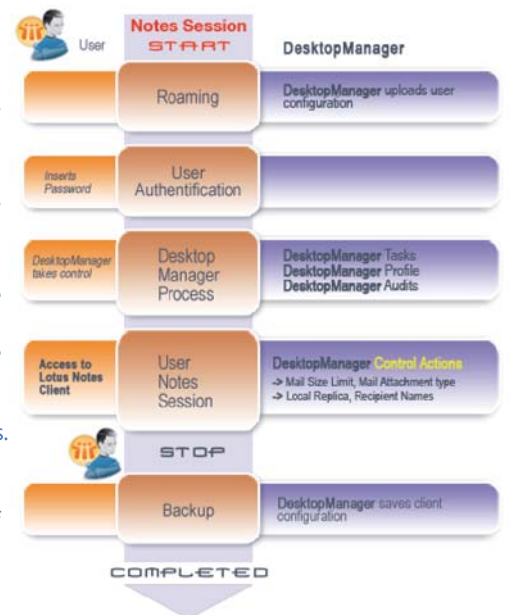 Notes Session
User
START
DesktopManager
Roaming
DesktopManager uploads user
configuration
Inserts
Password
User
Authentification
DesktopManager
takes control
Desktop
Manager
Process
DesktopManager Tasks
DesktopManager Profile
DesktopManager Audits
Access to
Lotus Notes
Client
User
Notes
Session
DesktopManager Control Actions
-> Mail Size Limit, Mail Attachment type
-> Local Replica, Recipient Names
s.
STOP
Backup
DesktopManager saves client
configuration
COMPLETED